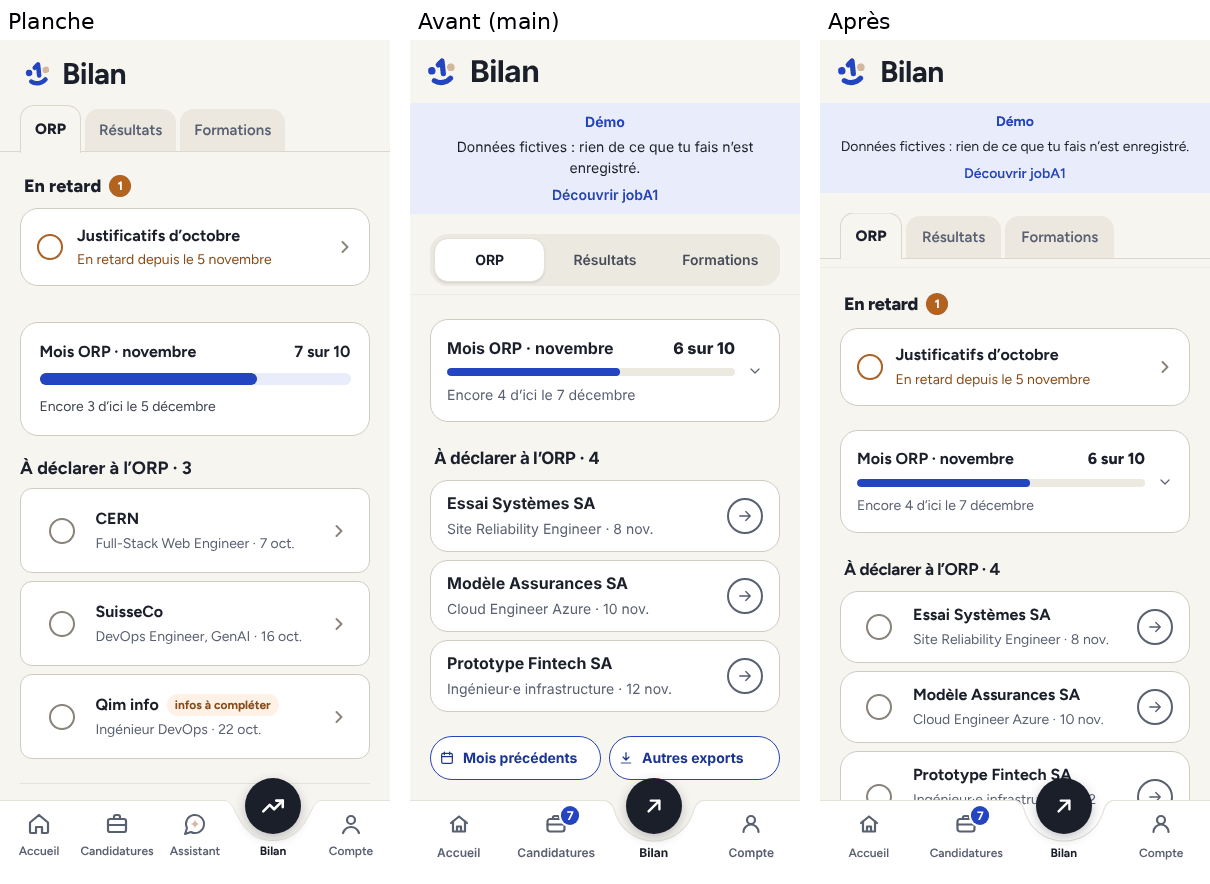 Planche
Bilan
ORP
Résultats
Formations
En retard 1
Justificatifs d’octobre
En retard depuis le 5 novembre
Mois ORP · novembre 7 sur 10
Encore 3 d’ici le 5 décembre
À déclarer à l’ORP · 3
CERN
Full-Stack Web Engineer · 7 oct.
SuisseCo
DevOps Engineer, GenAI · 16 oct.
Qim info infos à compléter
Ingénieur DevOps · 22 oct.
Accueil
Candidatures
Assistant
Bilan
Compte
Avant (main)
Bilan
Démo
Données fictives : rien de ce que tu fais n’est
enregistré.
Découvrir jobA1
ORP
Résultats
Formations
Mois ORP · novembre 6 sur 10
Encore 4 d’ici le 7 décembre
À déclarer à l’ORP · 4
Essai Systèmes SA
Site Reliability Engineer · 8 nov.
Modèle Assurances SA
Cloud Engineer Azure · 10 nov.
Prototype Fintech SA
Ingénieur·e infrastructure · 12 nov.
Mois précédents
Autres exports
7
Accueil
Candidatures
Bilan
Compte
Après
Bilan
Démo
Données fictives : rien de ce que tu fais n’est enregistré.
Découvrir jobA1
ORP
Résultats
Formations
En retard 1
Justificatifs d’octobre
En retard depuis le 5 novembre
Mois ORP · novembre 6 sur 10
Encore 4 d’ici le 7 décembre
À déclarer à l’ORP · 4
Essai Systèmes SA
Site Reliability Engineer · 8 nov.
Modèle Assurances SA
Cloud Engineer Azure · 10 nov.
Prototype Fintech SA
7
Accueil
Candidatures
Bilan
Compte